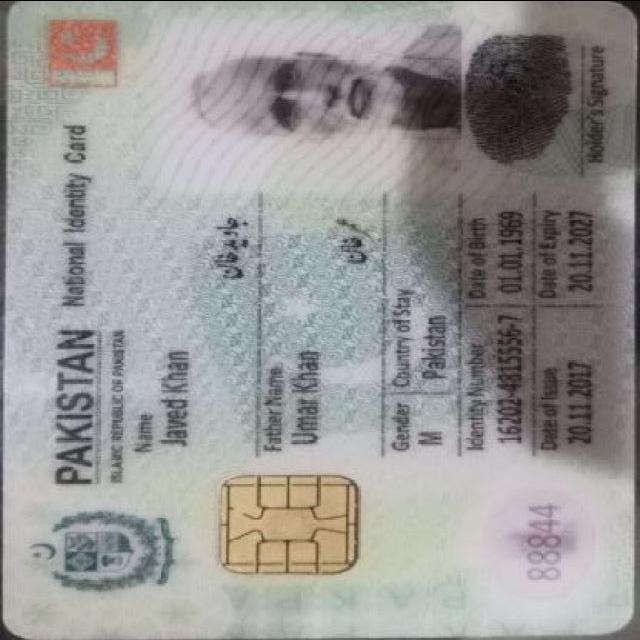 PAKISTAN National Identity Card
ISLAMIC REPUBLIC OF PAKISTAN
Name
Javed Khan
جاوید خان
Father Name
Umar Khan
عمر خان
Gender Country of Stay
M Pakistan
Identity Number Date of Birth
16202-4815556-7 01.01.1969
Date of Issue Date of Expiry
20.11.2017 20.11.2027
Holder's Signature
88844